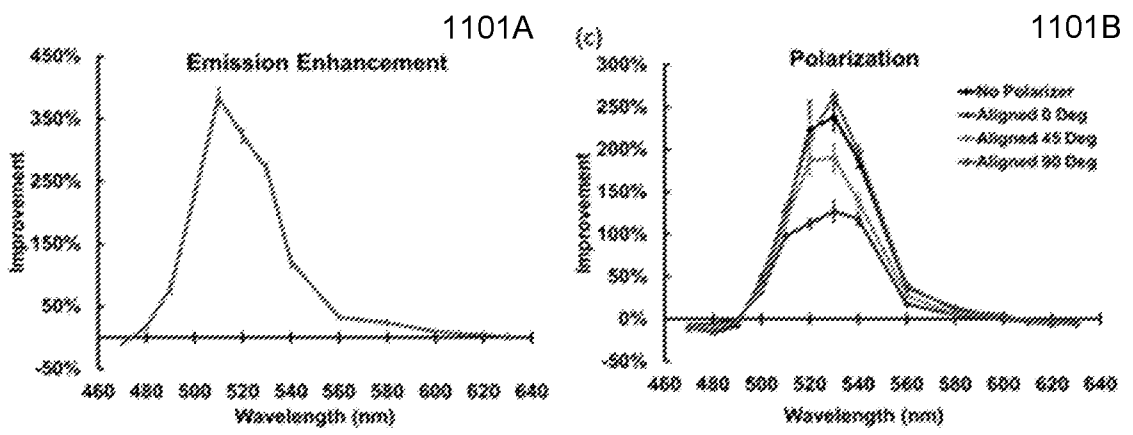 1101A
Emission Enhancement
450%
350%
250%
150%
50%
-50%
Improvement
460 480 500 520 540 560 580 600 620 640
Wavelength (nm)
(c)
1101B
Polarization
300%
250%
200%
150%
100%
50%
0%
-50%
Improvement
No Polarizer
Aligned 0 Deg
Aligned 45 Deg
Aligned 90 Deg
460 480 500 520 540 560 580 600 620 640
Wavelength (nm)